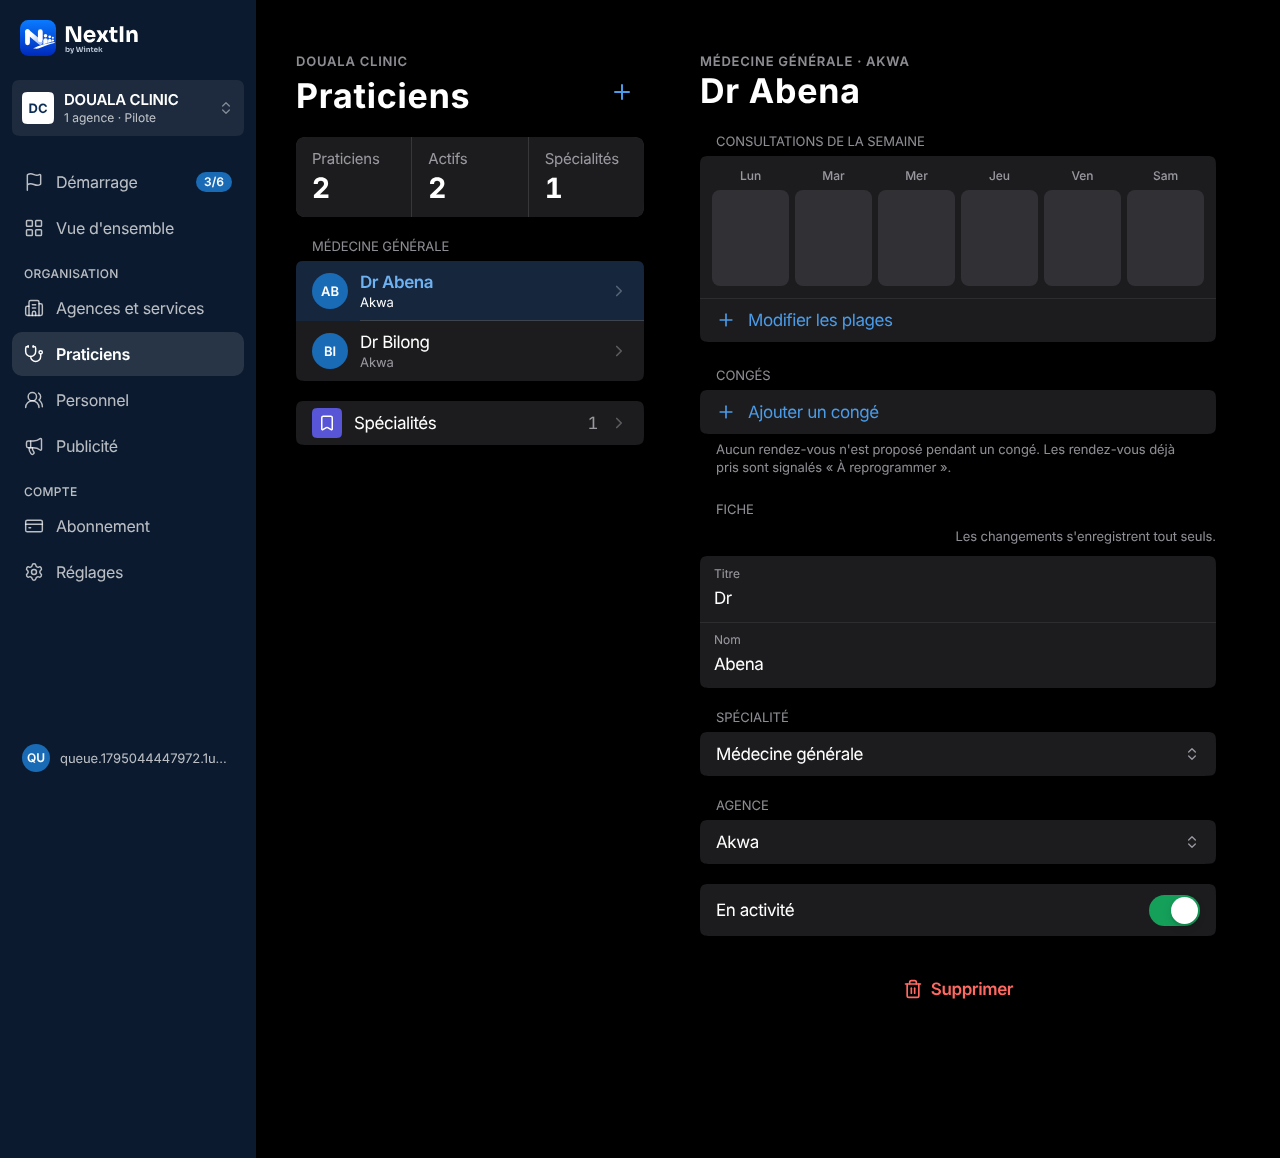 NextIn
by Wintek
DC
DOUALA CLINIC
1 agence · Pilote
Démarrage
3/6
Vue d'ensemble
ORGANISATION
Agences et services
Praticiens
Personnel
Publicité
COMPTE
Abonnement
Réglages
QU
queue.1795044447972.1u...
DOUALA CLINIC
Praticiens
Praticiens
2
Actifs
2
Spécialités
1
MÉDECINE GÉNÉRALE
AB
Dr Abena
Akwa
BI
Dr Bilong
Akwa
Spécialités
1
MÉDECINE GÉNÉRALE · AKWA
Dr Abena
CONSULTATIONS DE LA SEMAINE
Lun Mar Mer Jeu Ven Sam
Modifier les plages
CONGÉS
Ajouter un congé
Aucun rendez-vous n'est proposé pendant un congé. Les rendez-vous déjà
pris sont signalés « À reprogrammer ».
FICHE
Les changements s'enregistrent tout seuls.
Titre
Dr
Nom
Abena
SPÉCIALITÉ
Médecine générale
AGENCE
Akwa
En activité
Supprimer